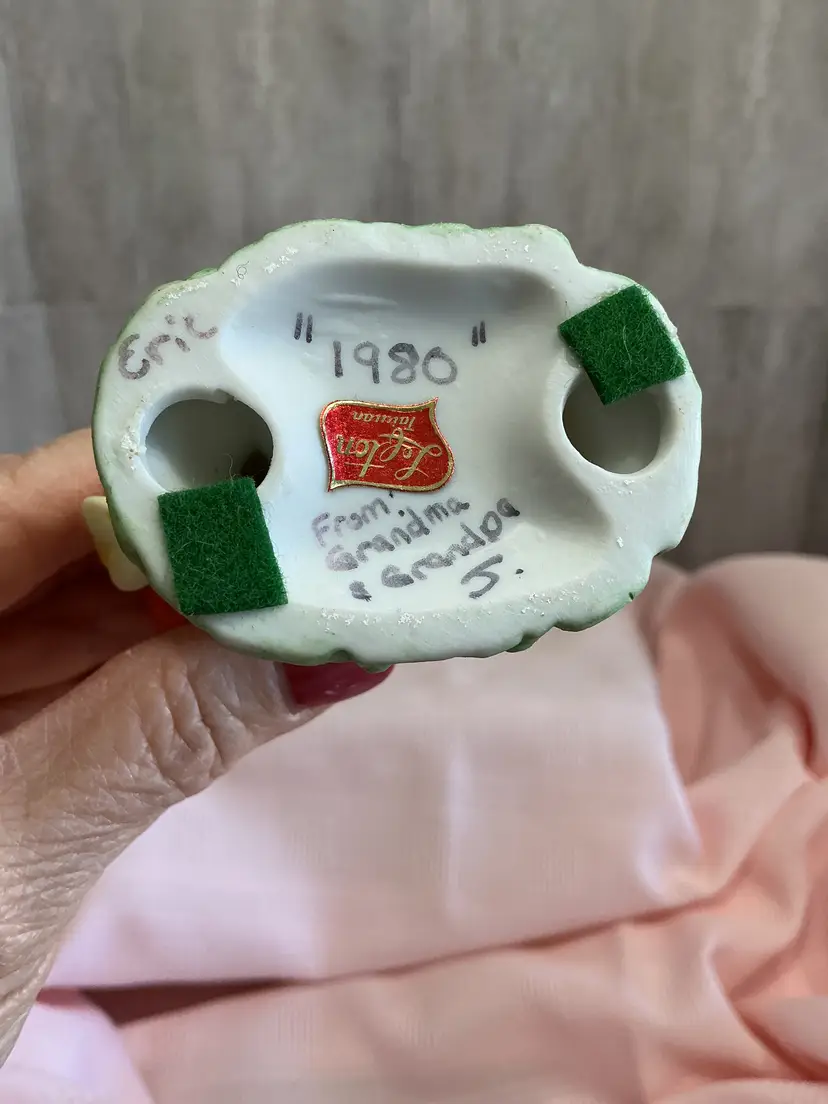 Eric
"1980"
Lefton
Taiwan
From
Grandma
& Grandpa
J.